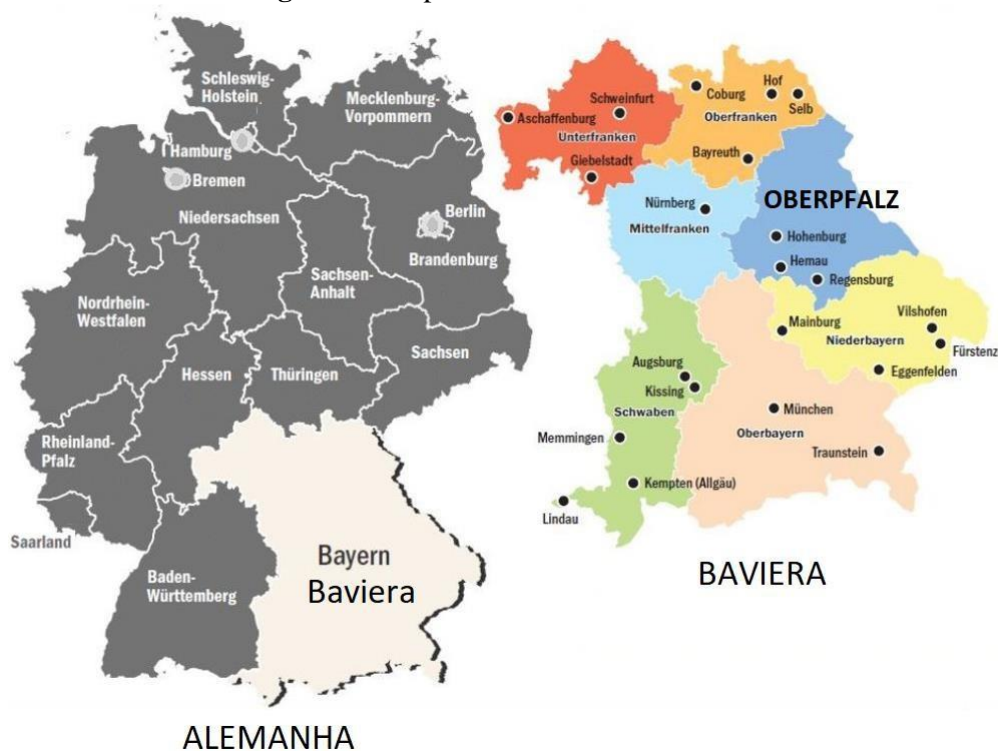 Schleswig-
Holstein
Mecklenburg-
Vorpommern
Hamburg
Bremen
Niedersachsen
Berlin
Brandenburg
Sachsen-
Anhalt
Nordrhein-
Westfalen
Hessen
Thüringen
Sachsen
Rheinland-
Pfalz
Saarland
Baden-
Württemberg
Bayern
Baviera
ALEMANHA
Hof
Coburg
Selb
Schweinfurt
Oberfranken
Aschaffenburg
Unterfranken
Bayreuth
Giebelstadt
OBERPFALZ
Nürnberg
Mittelfranken
Hohenburg
Hemau
Regensburg
Vilshofen
Mainburg
Niederbayern
Fürstenz
Eggenfelden
Augsburg
Kissing
Schwaben
München
Oberbayern
Memmingen
Traunstein
Kempten (Allgäu)
Lindau
BAVIERA